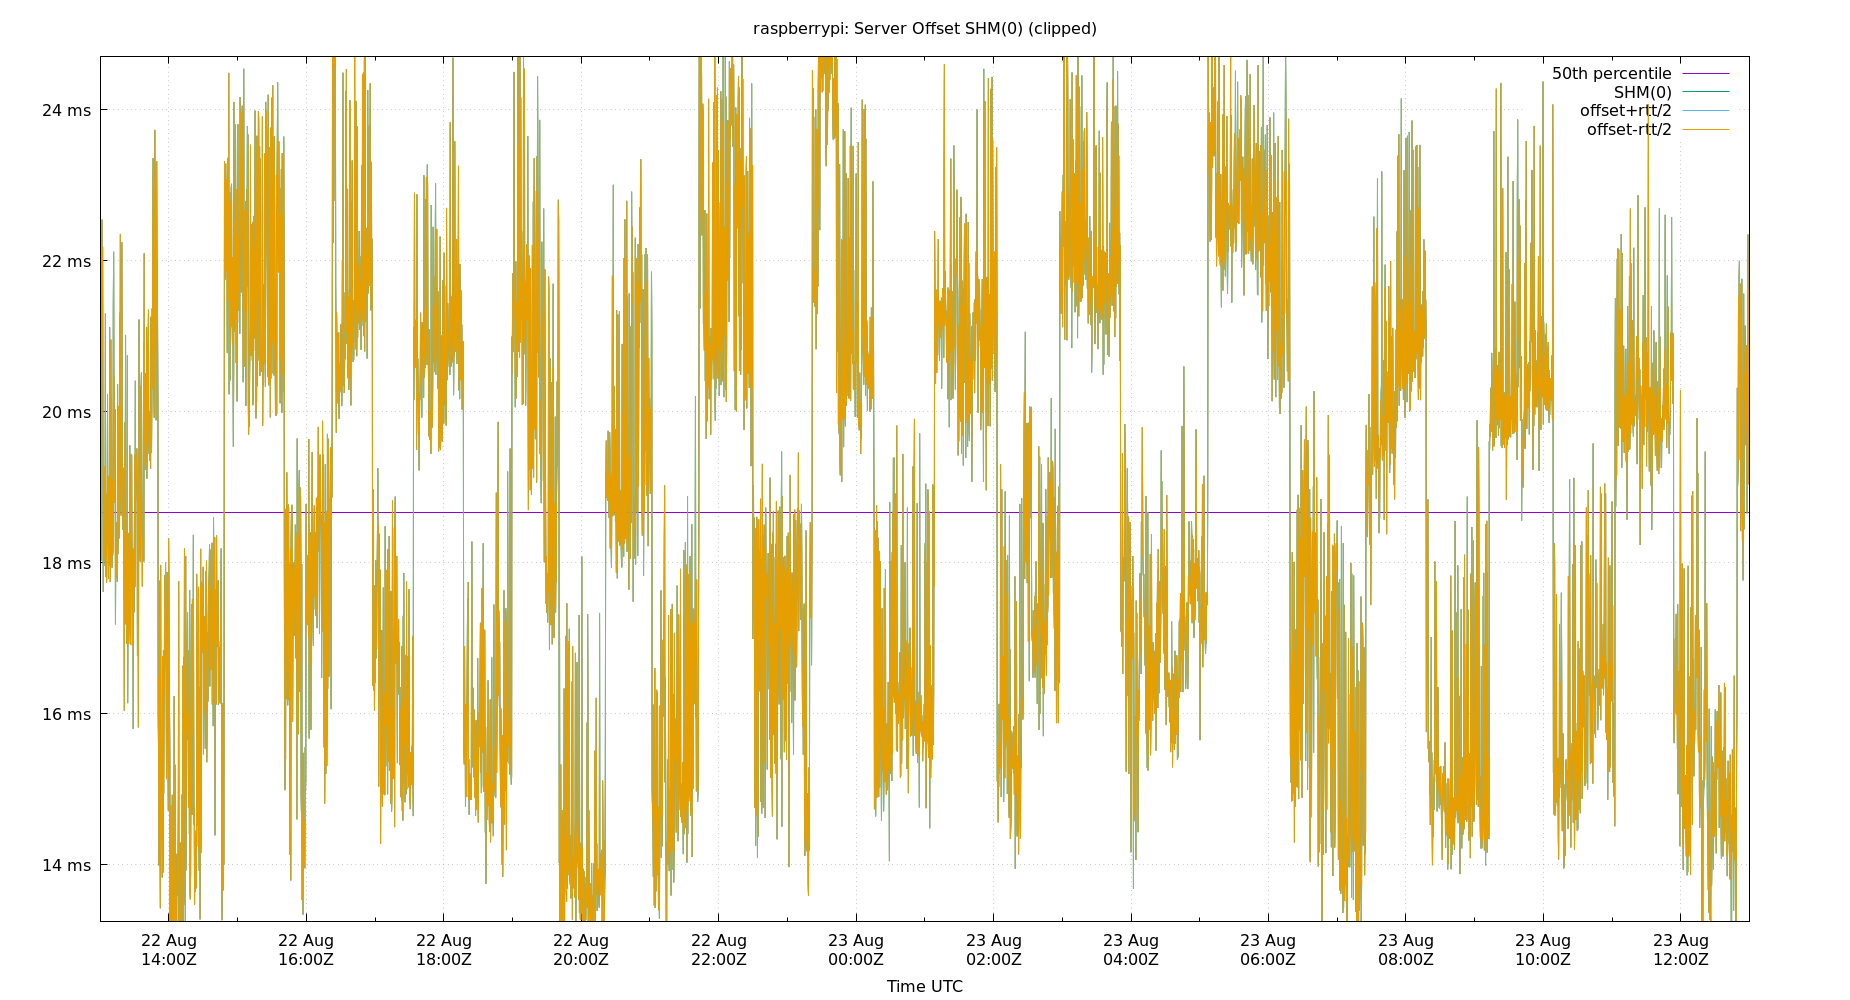 raspberrypi: Server Offset SHM(0) (clipped)
50th percentile
SHM(0)
offset+rtt/2
offset-rtt/2
24 ms
22 ms
20 ms
18 ms
16 ms
14 ms
22 Aug 22 Aug 22 Aug 22 Aug 22 Aug 23 Aug 23 Aug 23 Aug 23 Aug 23 Aug 23 Aug 23 Aug
14:00Z 16:00Z 18:00Z 20:00Z 22:00Z 00:00Z 02:00Z 04:00Z 06:00Z 08:00Z 10:00Z 12:00Z
Time UTC